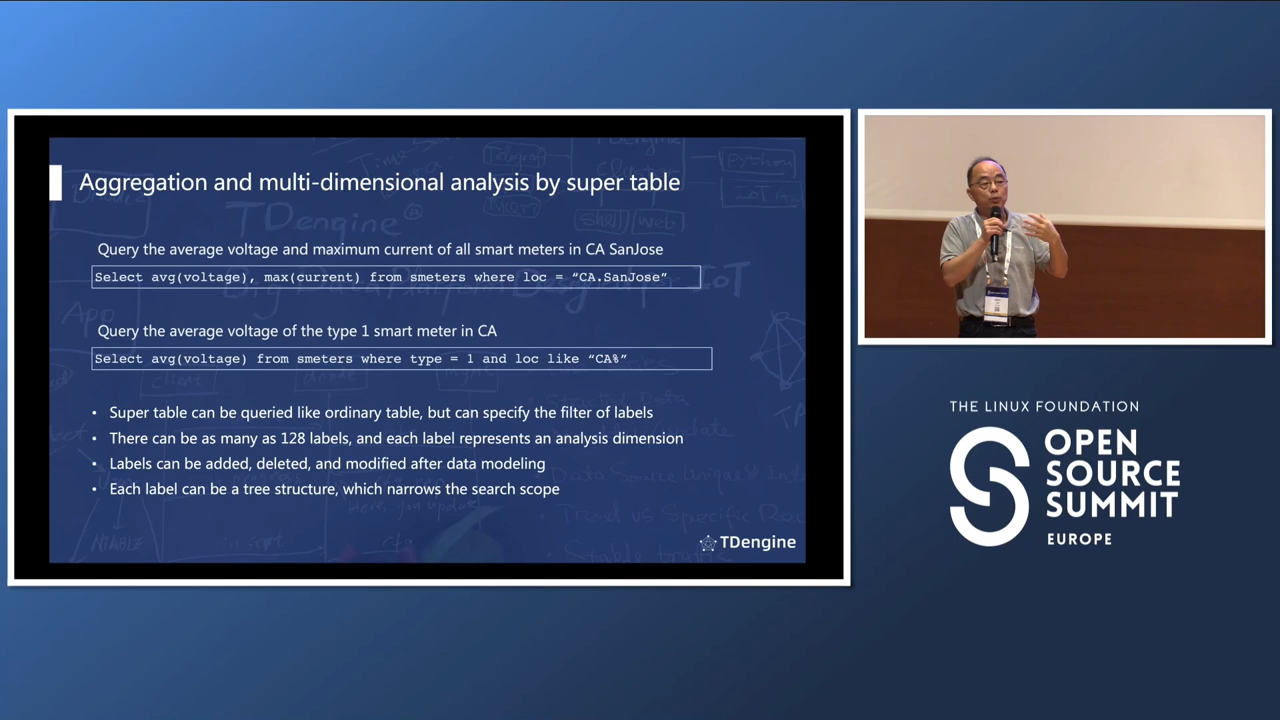 Aggregation and multi-dimensional analysis by super table
TDengine
Query the average voltage and maximum current of all smart meters in CA SanJose
Select avg(voltage), max(current) from smeters where loc = “CA.SanJose”
Query the average voltage of the type 1 smart meter in CA
Select avg(voltage) from smeters where type = 1 and loc like “CA%”
• Super table can be queried like ordinary table, but can specify the filter of labels
• There can be as many as 128 labels, and each label represents an analysis dimension
• Labels can be added, deleted, and modified after data modeling
• Each label can be a tree structure, which narrows the search scope
TDengine
THE LINUX FOUNDATION
OPEN
SOURCE
SUMMIT
EUROPE